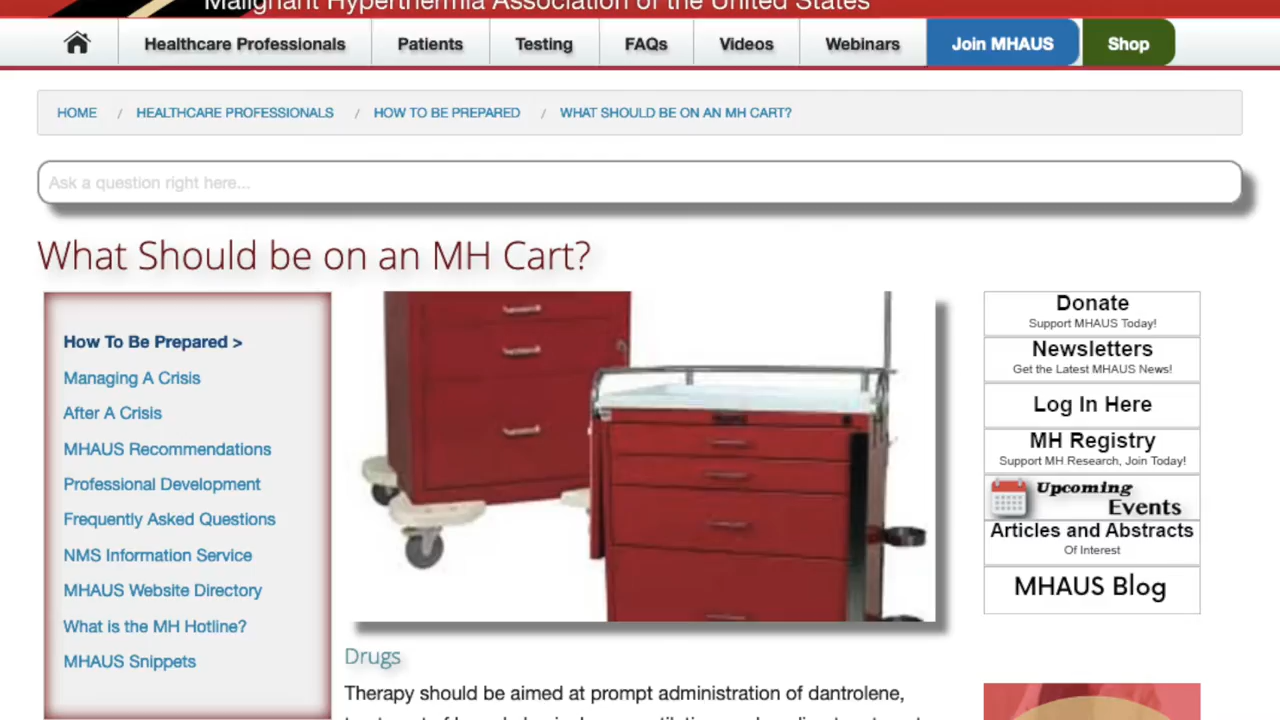 Malignant Hyperthermia Association of the United States
Healthcare Professionals Patients Testing FAQs Videos Webinars Join MHAUS Shop
HOME / HEALTHCARE PROFESSIONALS / HOW TO BE PREPARED / WHAT SHOULD BE ON AN MH CART?
Ask a question right here...
What Should be on an MH Cart?
How To Be Prepared >
Managing A Crisis
After A Crisis
MHAUS Recommendations
Professional Development
Frequently Asked Questions
NMS Information Service
MHAUS Website Directory
What is the MH Hotline?
MHAUS Snippets
Drugs
Therapy should be aimed at prompt administration of dantrolene,
Donate
Support MHAUS Today!
Newsletters
Get the Latest MHAUS News!
Log In Here
MH Registry
Support MH Research, Join Today!
Upcoming
Events
Articles and Abstracts
Of Interest
MHAUS Blog